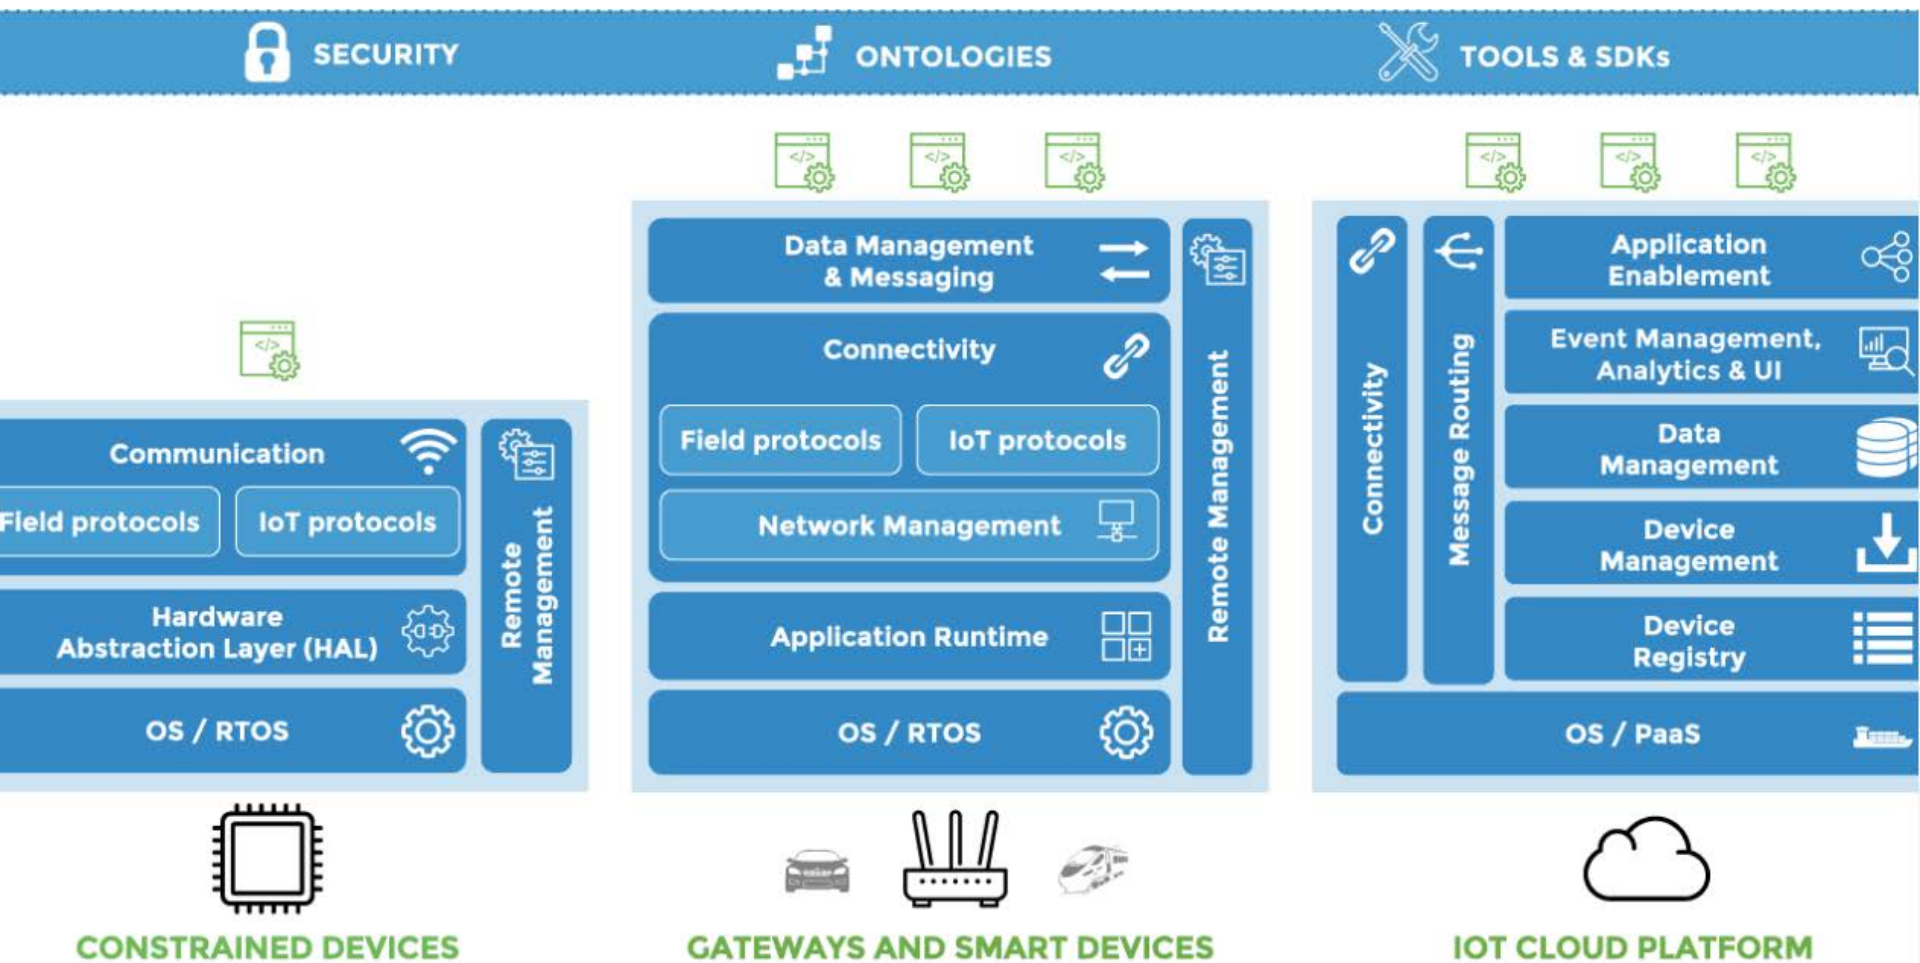 SECURITY
ONTOLOGIES
TOOLS & SDKs
Communication
Field protocols
IoT protocols
Hardware
Abstraction Layer (HAL)
OS / RTOS
Remote
Management
CONSTRAINED DEVICES
Data Management
& Messaging
Connectivity
Field protocols
IoT protocols
Network Management
Application Runtime
OS / RTOS
Remote Management
GATEWAYS AND SMART DEVICES
Connectivity
Message Routing
Application
Enablement
Event Management,
Analytics & UI
Data
Management
Device
Management
Device
Registry
OS / PaaS
IOT CLOUD PLATFORM